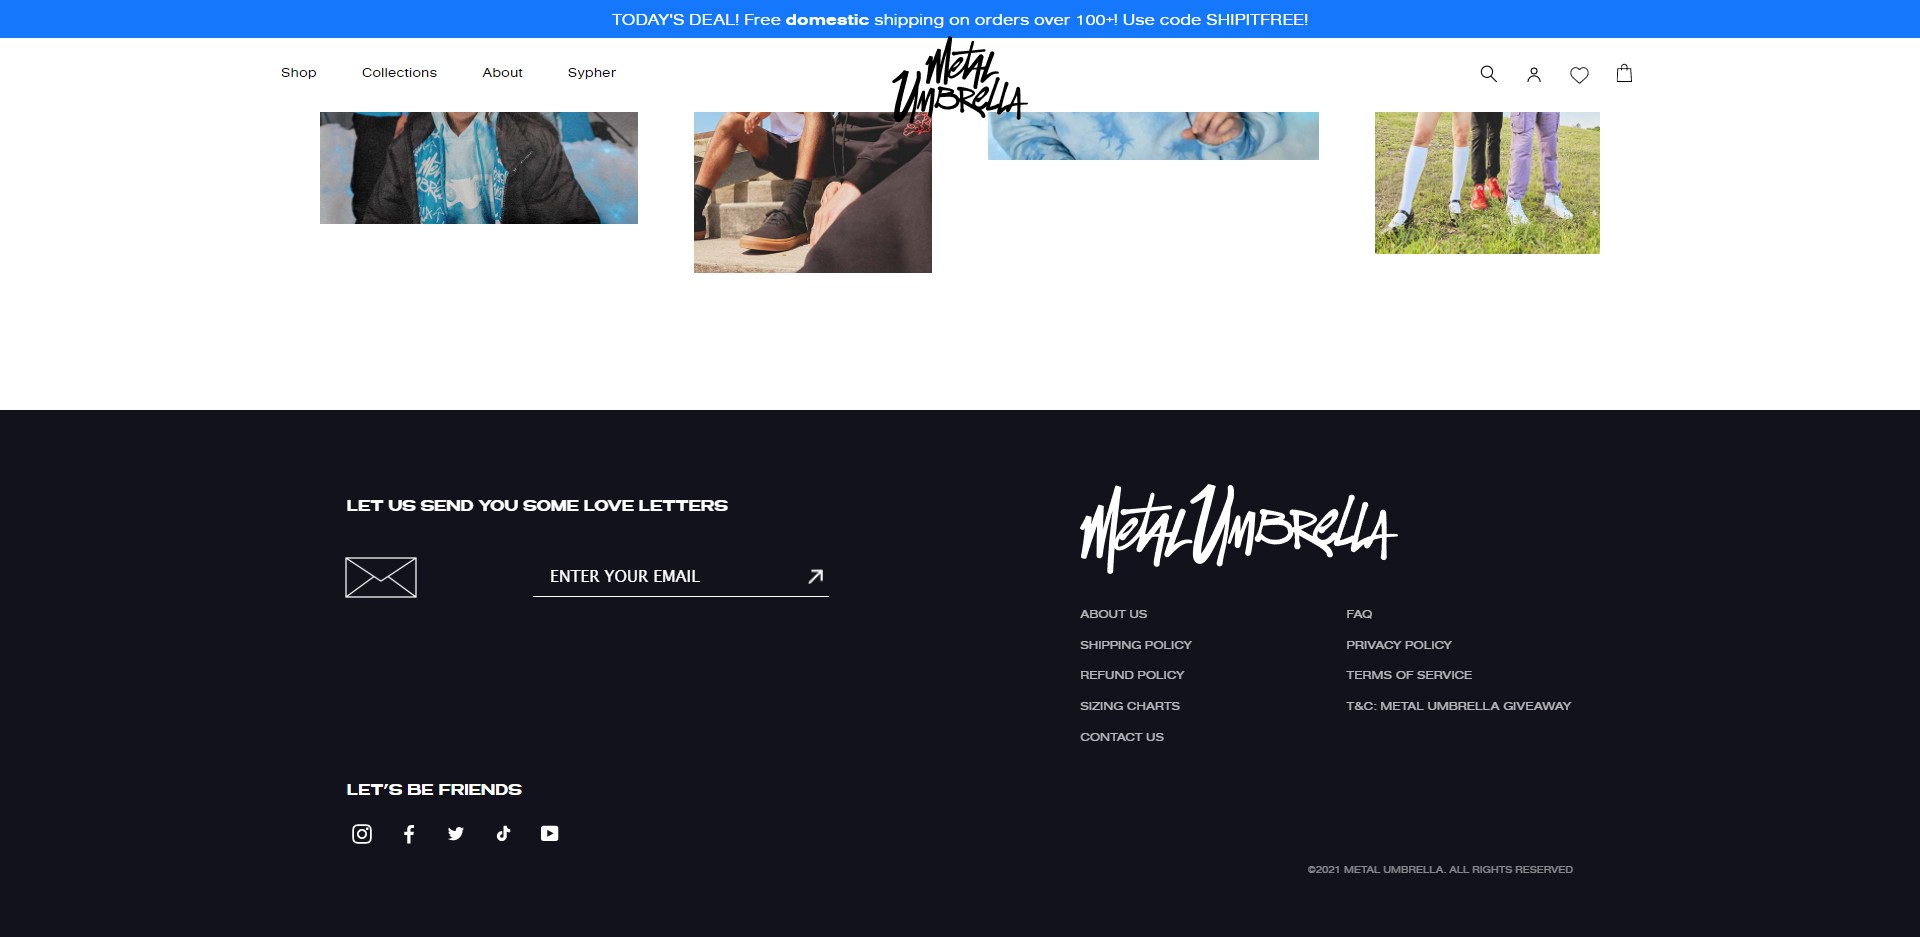 TODAY'S DEAL! Free domestic shipping on orders over 100+! Use code SHIPITFREE!
Shop
Collections
About
Sypher
METAL
UMBRELLA
LET US SEND YOU SOME LOVE LETTERS
ENTER YOUR EMAIL
METAL UMBRELLA
ABOUT US
SHIPPING POLICY
REFUND POLICY
SIZING CHARTS
CONTACT US
FAQ
PRIVACY POLICY
TERMS OF SERVICE
T&C: METAL UMBRELLA GIVEAWAY
LET'S BE FRIENDS
©2021 METAL UMBRELLA. ALL RIGHTS RESERVED